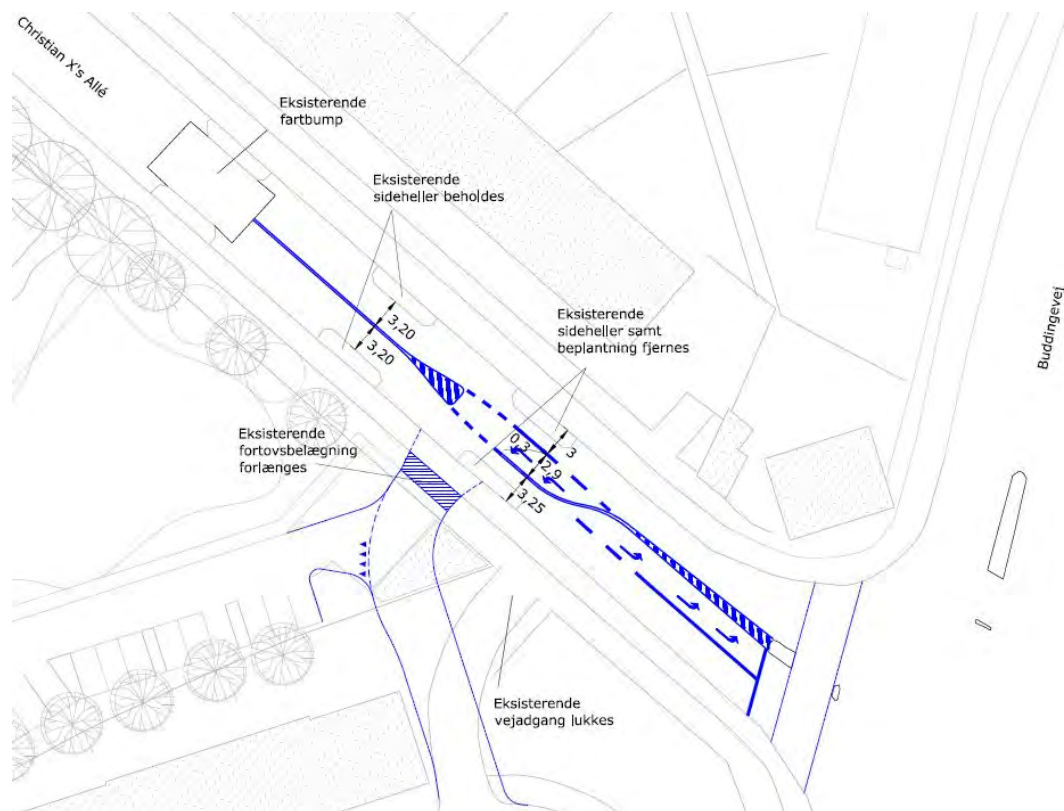 Christian X's Allé
Eksisterende
fartbump
Eksisterende
sideheller beholdes
3,20
3,20
Eksisterende
sideheller samt
beplantning fjernes
Buddingevej
Eksisterende
fortovsbelægning
forlænges
0,3
3
2,9
3,25
Eksisterende
vejadgang lukkes